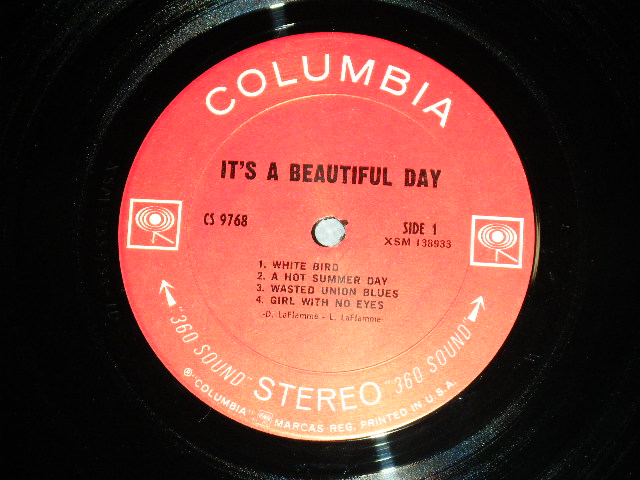 COLUMBIA
IT'S A BEAUTIFUL DAY
CS 9768
SIDE 1
XSM 138933
1. WHITE BIRD
2. A HOT SUMMER DAY
3. WASTED UNION BLUES
4. GIRL WITH NO EYES
-D. LaFlamme - L. LaFlamme-
"360 SOUND" STEREO "360 SOUND"
® "COLUMBIA" MARCAS REG. PRINTED IN U.S.A.